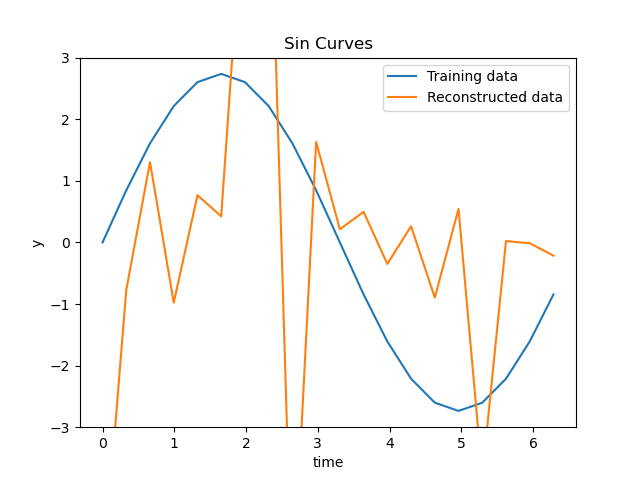 Sin Curves
Training data
Reconstructed data
3
2
1
0
−1
−2
−3
y
0
1
2
3
4
5
6
time